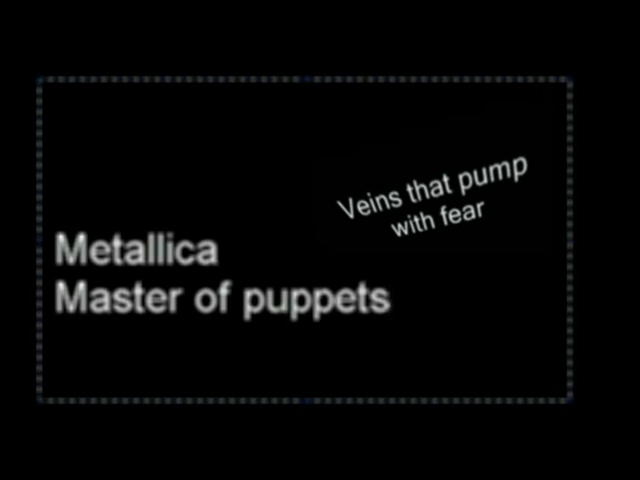 Veins that pump
with fear
Metallica
Master of puppets